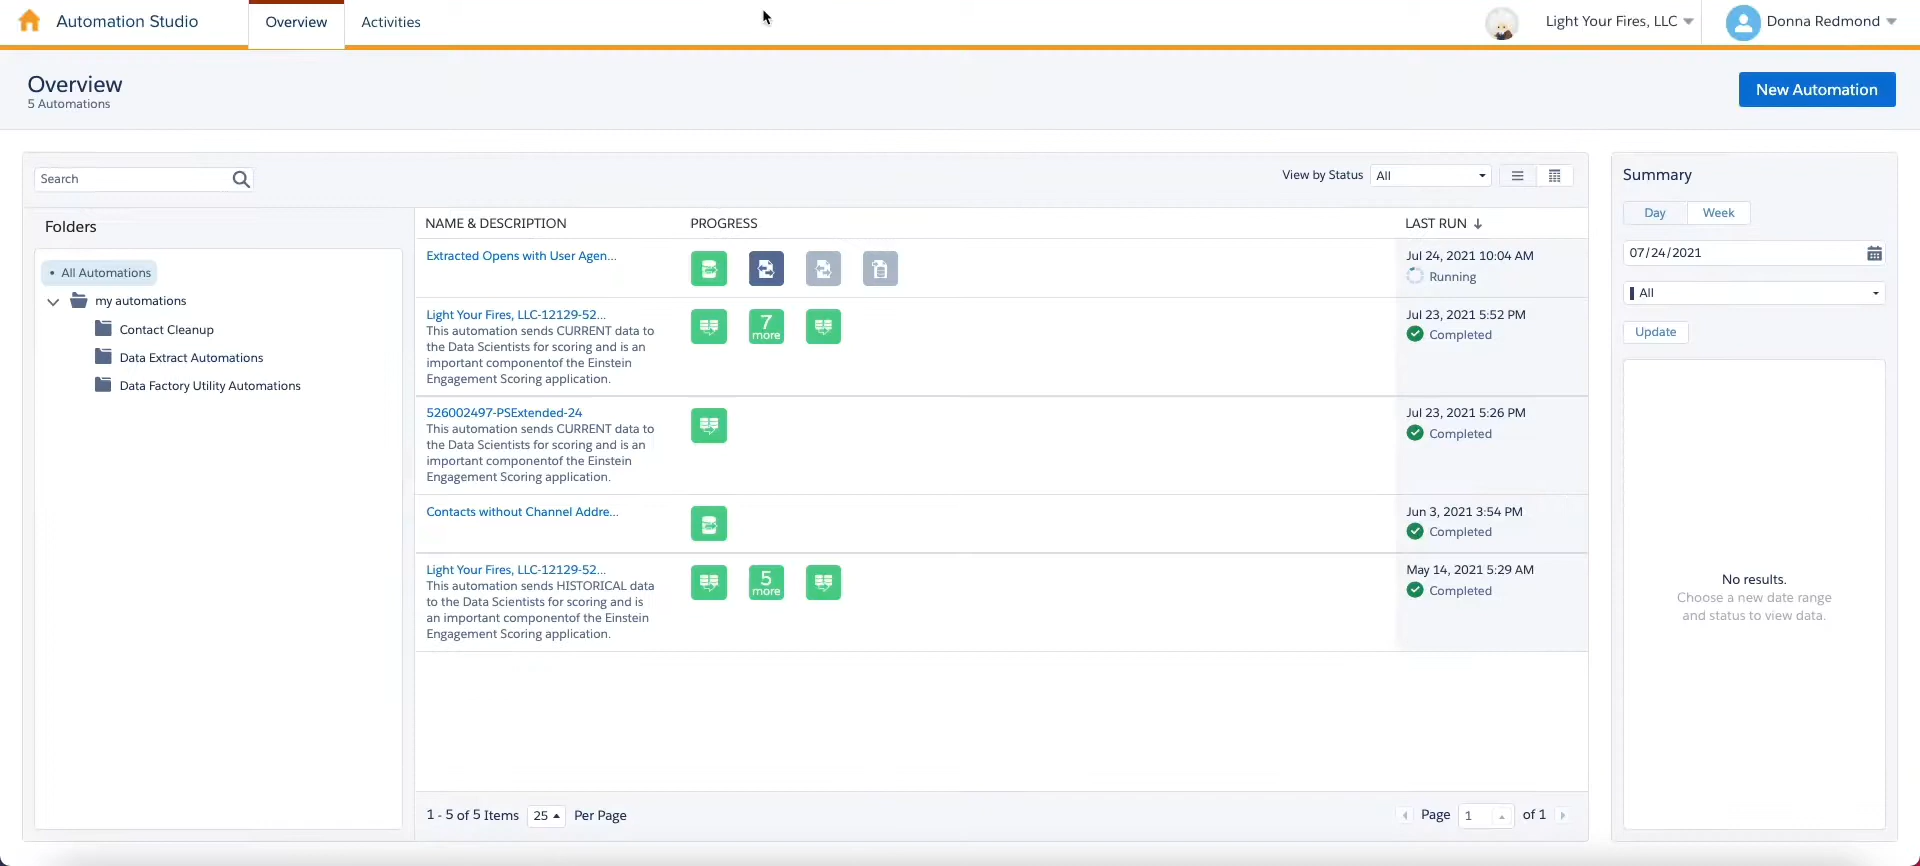 Automation Studio
Overview
Activities
Light Your Fires, LLC
Donna Redmond
Overview
5 Automations
New Automation
Search
View by Status
All
Folders
All Automations
my automations
Contact Cleanup
Data Extract Automations
Data Factory Utility Automations
NAME & DESCRIPTION
PROGRESS
LAST RUN
Extracted Opens with User Agen...
Jul 24, 2021 10:04 AM
Running
Light Your Fires, LLC-12129-52...
This automation sends CURRENT data to
the Data Scientists for scoring and is an
important componentof the Einstein
Engagement Scoring application.
7
more
Jul 23, 2021 5:52 PM
Completed
526002497-PSExtended-24
This automation sends CURRENT data to
the Data Scientists for scoring and is an
important componentof the Einstein
Engagement Scoring application.
Jul 23, 2021 5:26 PM
Completed
Contacts without Channel Addre...
Jun 3, 2021 3:54 PM
Completed
Light Your Fires, LLC-12129-52...
This automation sends HISTORICAL data
to the Data Scientists for scoring and is
an important componentof the Einstein
Engagement Scoring application.
5
more
May 14, 2021 5:29 AM
Completed
1 - 5 of 5 Items
25
Per Page
Page
1
of 1
Summary
Day
Week
07/24/2021
All
Update
No results.
Choose a new date range
and status to view data.